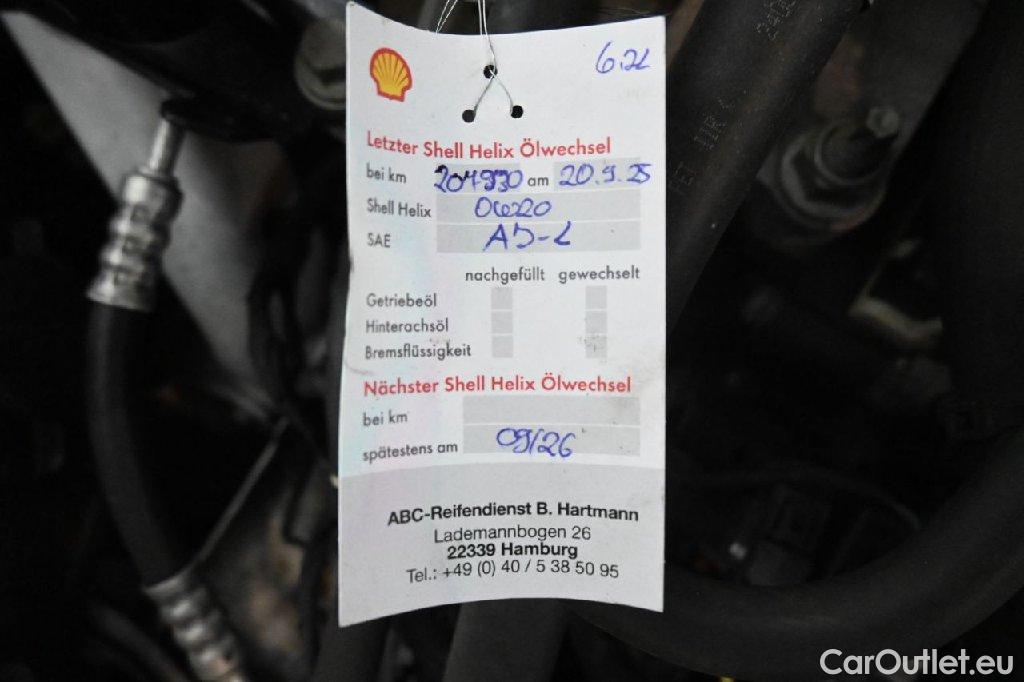 6.2L
Letzter Shell Helix Ölwechsel
bei km 204930 am 20.9.25
Shell Helix 0W20
SAE
nachgefüllt gewechselt
Getriebeöl
Hinterachsöl
Bremsflüssigkeit
Nächster Shell Helix Ölwechsel
bei km
spätestens am 09/26
ABC-Reifendienst B. Hartmann
Lademannbogen 26
22339 Hamburg
Tel.: +49 (0) 40 / 5 38 50 95
CarOutlet.eu